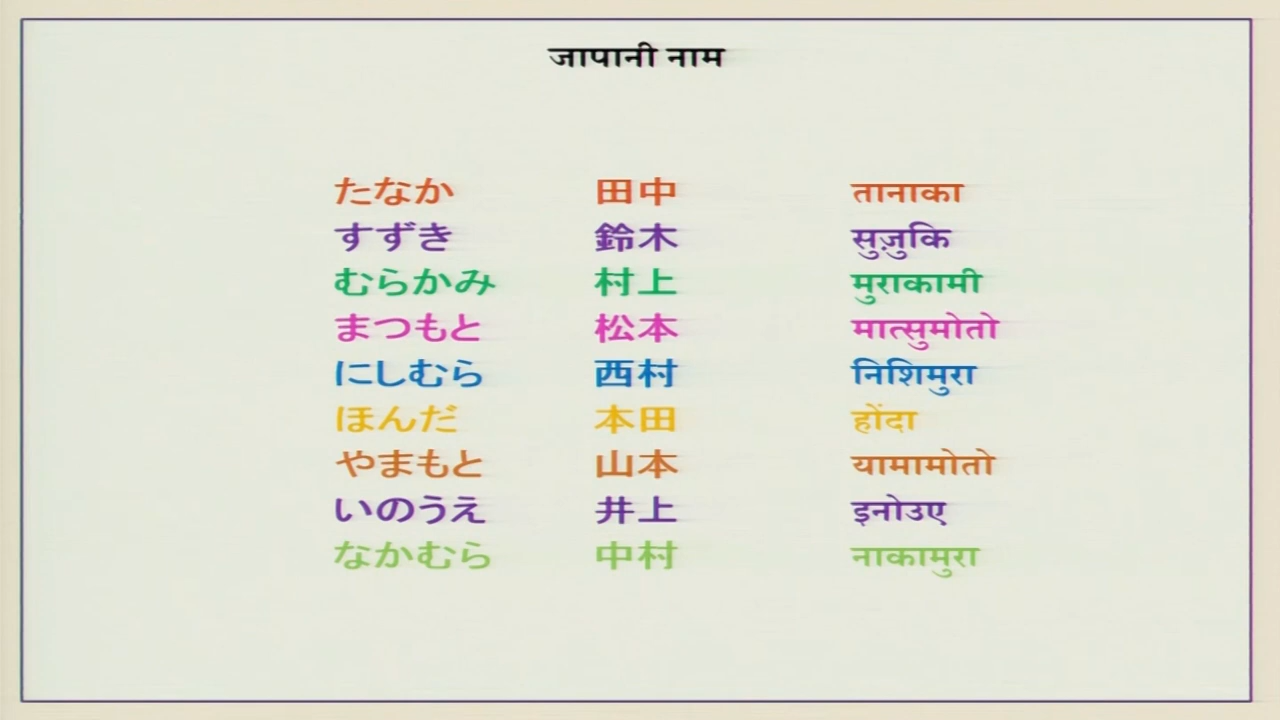 जापानी नाम
たなか 田中 तानाका
すずき 鈴木 सुज़ुकि
むらかみ 村上 मुराकामी
まつもと 松本 मात्सुमोतो
にしむら 西村 निशिमुरा
ほんだ 本田 होंदा
やまもと 山本 यामामोतो
いのうえ 井上 इनोउए
なかむら 中村 नाकामुरा